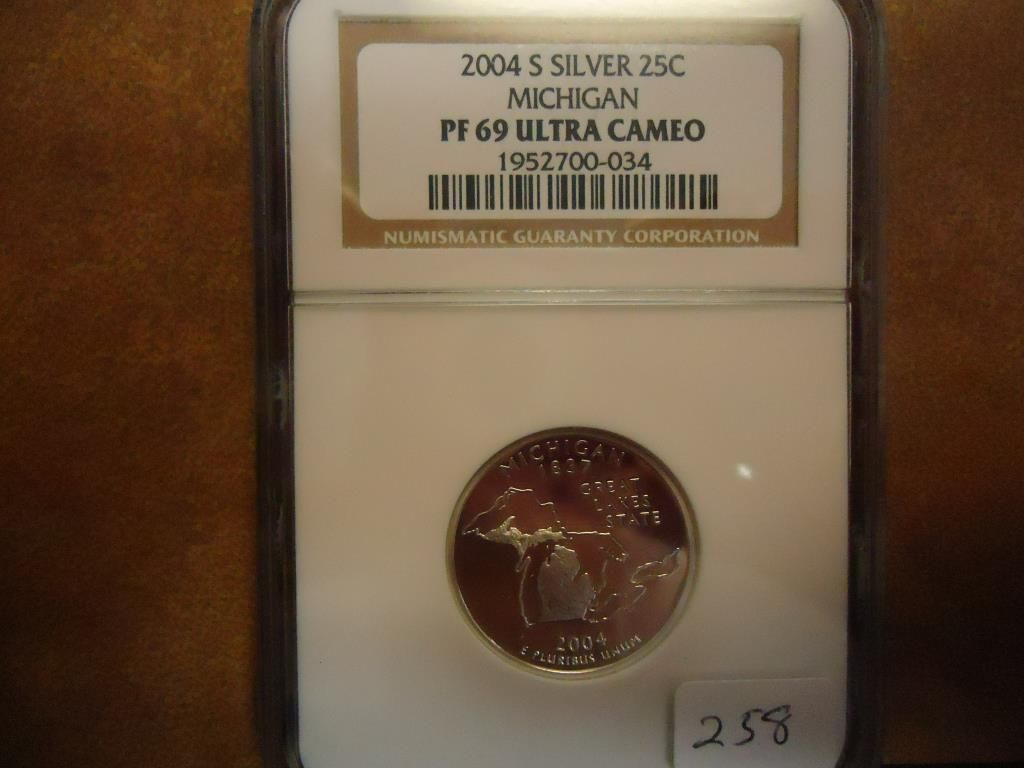 2004 S SILVER 25C
MICHIGAN
PF 69 ULTRA CAMEO
1952700-034
NUMISMATIC GUARANTY CORPORATION
MICHIGAN
1837
GREAT
LAKES
STATE
2004
E PLURIBUS UNUM
258